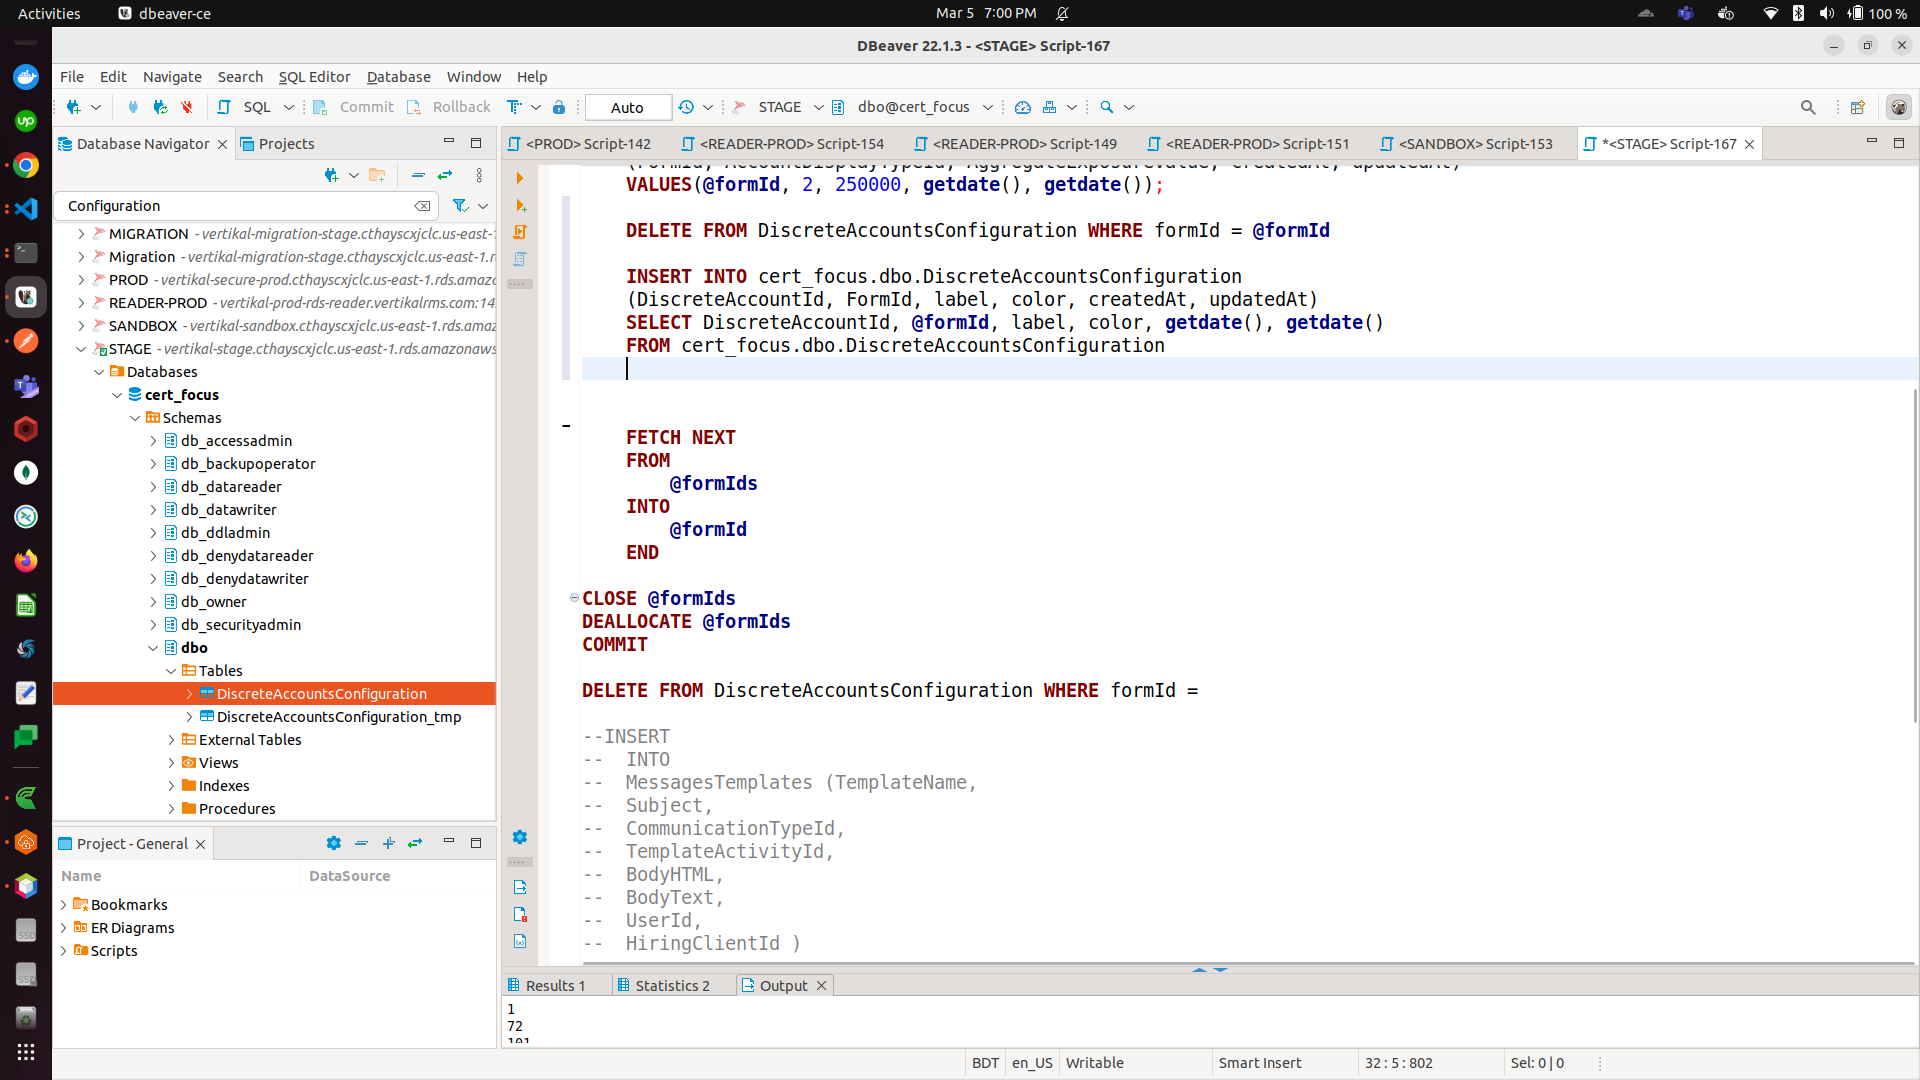 Activities
dbeaver-ce
Mar 5 7:00 PM
100 %
DBeaver 22.1.3 - <STAGE> Script-167
File Edit Navigate Search SQL Editor Database Window Help
SQL Commit Rollback Auto STAGE dbo@cert_focus
Database Navigator
Projects
<PROD> Script-142
<READER-PROD> Script-154
<READER-PROD> Script-149
<READER-PROD> Script-151
<SANDBOX> Script-153
*<STAGE> Script-167
Configuration
MIGRATION - vertikal-migration-stage.cthayscxjclc.us-east-1
Migration - vertikal-migration-stage.cthayscxjclc.us-east-1.r
PROD - vertikal-secure-prod.cthayscxjclc.us-east-1.rds.amaz
READER-PROD - vertikal-prod-rds-reader.vertikalrms.com:14
SANDBOX - vertikal-sandbox.cthayscxjclc.us-east-1.rds.amaz
STAGE - vertikal-stage.cthayscxjclc.us-east-1.rds.amazonaws
Databases
cert_focus
Schemas
db_accessadmin
db_backupoperator
db_datareader
db_datawriter
db_ddladmin
db_denydatareader
db_denydatawriter
db_owner
db_securityadmin
dbo
Tables
DiscreteAccountsConfiguration
DiscreteAccountsConfiguration_tmp
External Tables
Views
Indexes
Procedures
Project - General
Name DataSource
Bookmarks
ER Diagrams
Scripts
(FormId, AccountDisplayTypeId, AggregateExposureValue, createdAt, updatedAt)
VALUES(@formId, 2, 250000, getdate(), getdate());
DELETE FROM DiscreteAccountsConfiguration WHERE formId = @formId
INSERT INTO cert_focus.dbo.DiscreteAccountsConfiguration
(DiscreteAccountId, FormId, label, color, createdAt, updatedAt)
SELECT DiscreteAccountId, @formId, label, color, getdate(), getdate()
FROM cert_focus.dbo.DiscreteAccountsConfiguration
FETCH NEXT
FROM
@formIds
INTO
@formId
END
CLOSE @formIds
DEALLOCATE @formIds
COMMIT
DELETE FROM DiscreteAccountsConfiguration WHERE formId =
--INSERT
-- INTO
-- MessagesTemplates (TemplateName,
-- Subject,
-- CommunicationTypeId,
-- TemplateActivityId,
-- BodyHTML,
-- BodyText,
-- UserId,
-- HiringClientId )
Results 1
Statistics 2
Output
1
72
101
BDT en_US Writable Smart Insert 32 : 5 : 802 Sel: 0 | 0